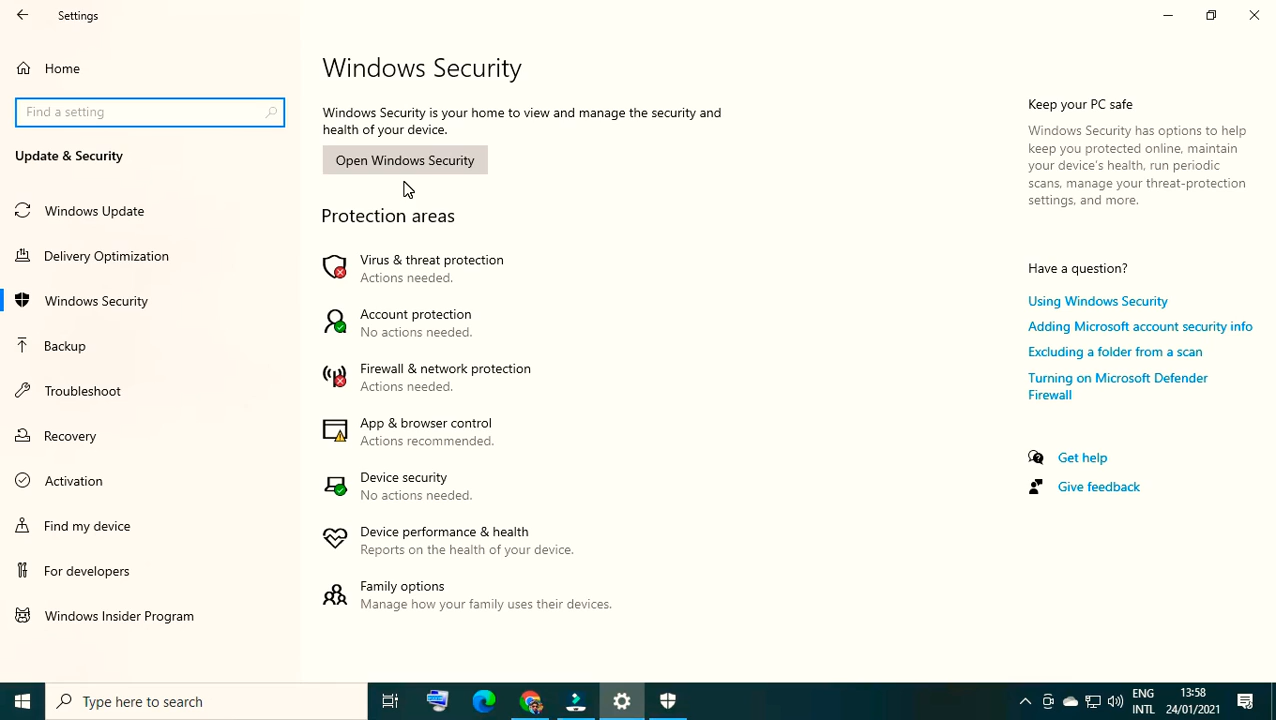 Settings
Home
Find a setting
Update & Security
Windows Update
Delivery Optimization
Windows Security
Backup
Troubleshoot
Recovery
Activation
Find my device
For developers
Windows Insider Program
Windows Security
Windows Security is your home to view and manage the security and
health of your device.
Open Windows Security
Protection areas
Virus & threat protection
Actions needed.
Account protection
No actions needed.
Firewall & network protection
Actions needed.
App & browser control
Actions recommended.
Device security
No actions needed.
Device performance & health
Reports on the health of your device.
Family options
Manage how your family uses their devices.
Keep your PC safe
Windows Security has options to help
keep you protected online, maintain
your device's health, run periodic
scans, manage your threat-protection
settings, and more.
Have a question?
Using Windows Security
Adding Microsoft account security info
Excluding a folder from a scan
Turning on Microsoft Defender
Firewall
Get help
Give feedback
Type here to search
ENG
INTL
13:58
24/01/2021